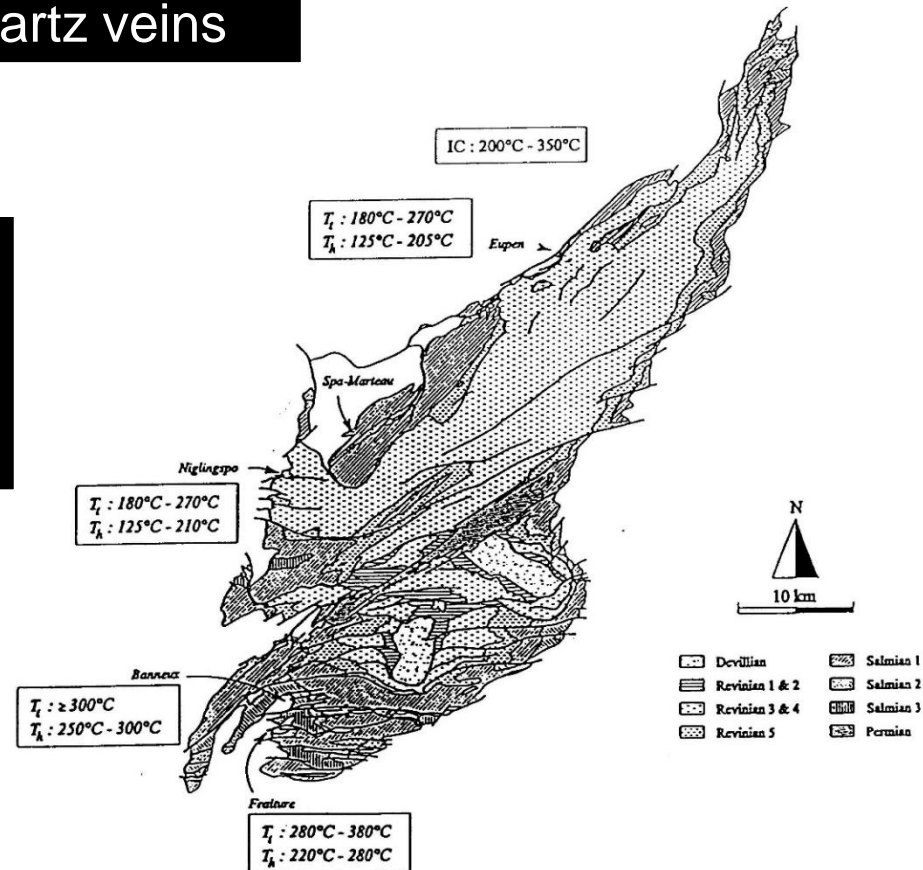 artz veins
IC : 200°C - 350°C
Tt : 180°C - 270°C
Th : 125°C - 205°C
Eupen
Spa-Marteau
Niglingspo
Tt : 180°C - 270°C
Th : 125°C - 210°C
N
10 km
Banneux
Tt : ≥ 300°C
Th : 250°C - 300°C
Fraiture
Tt : 280°C - 380°C
Th : 220°C - 280°C
Devillian
Revinian 1 & 2
Revinian 3 & 4
Revinian 5
Salmian 1
Salmian 2
Salmian 3
Permian